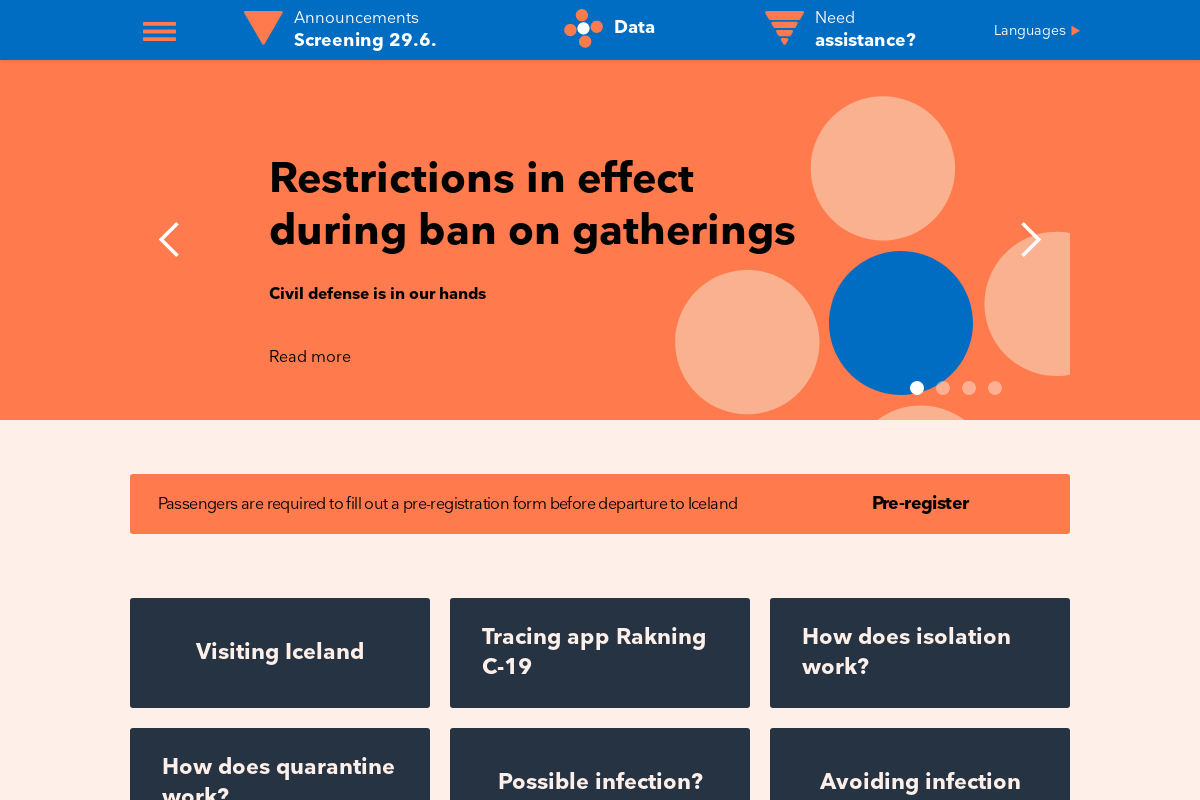 Announcements
Screening 29.6.
Data
Need
assistance?
Languages
Restrictions in effect
during ban on gatherings
Civil defense is in our hands
Read more
Passengers are required to fill out a pre-registration form before departure to Iceland
Pre-register
Visiting Iceland
Tracing app Rakning
C-19
How does isolation
work?
How does quarantine
work?
Possible infection?
Avoiding infection